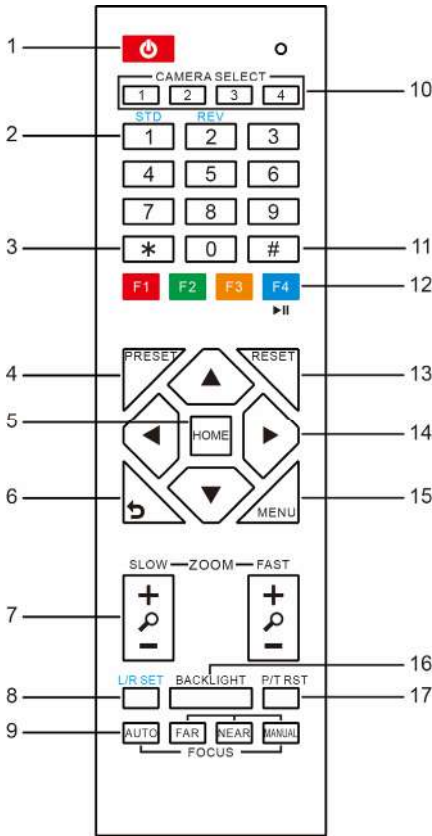 1
CAMERA SELECT
1 2 3 4 10
STD REV
2 1 2 3
4 5 6
7 8 9
3 * 0 # 11
F1 F2 F3 F4 12
4 PRESET RESET 13
5 HOME 14
6 MENU 15
SLOW ZOOM FAST
+ +
7
- -
16
L/R SET BACKLIGHT P/T RST
8 17
9 AUTO FAR NEAR MANUAL
FOCUS